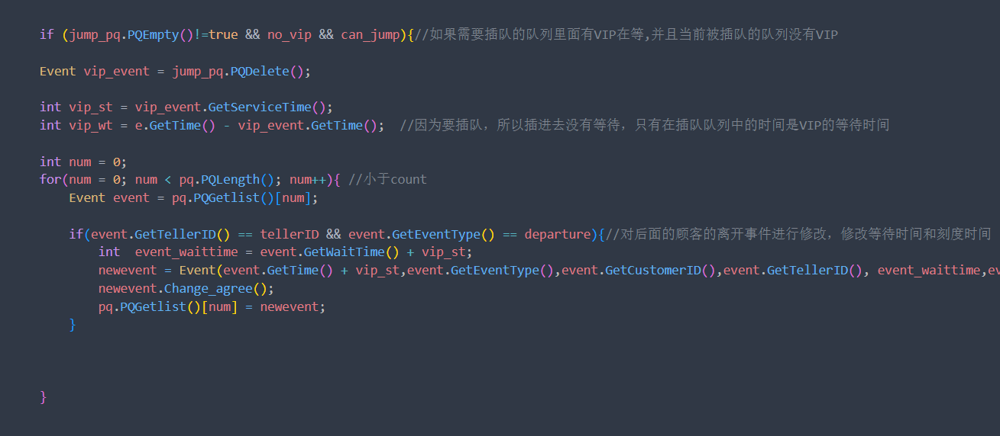 if (jump_pq.PQEmpty()!=true && no_vip && can_jump){//如果需要插队的队列里面有VIP在等,并且当前被插队的队列没有VIP
Event vip_event = jump_pq.PQDelete();
int vip_st = vip_event.GetServiceTime();
int vip_wt = e.GetTime() - vip_event.GetTime();  //因为要插队，所以插进去没有等待，只有在插队队列中的时间是VIP的等待时间
int num = 0;
for(num = 0; num < pq.PQLength(); num++){ //小于count
    Event event = pq.PQGetlist()[num];
    if(event.GetTellerID() == tellerID && event.GetEventType() == departure){//对后面的顾客的离开事件进行修改，修改等待时间和刻度时间
        int  event_waittime = event.GetWaitTime() + vip_st;
        newevent = Event(event.GetTime() + vip_st,event.GetEventType(),event.GetCustomerID(),event.GetTellerID(), event_waittime,ev
        newevent.Change_agree();
        pq.PQGetlist()[num] = newevent;
    }
}